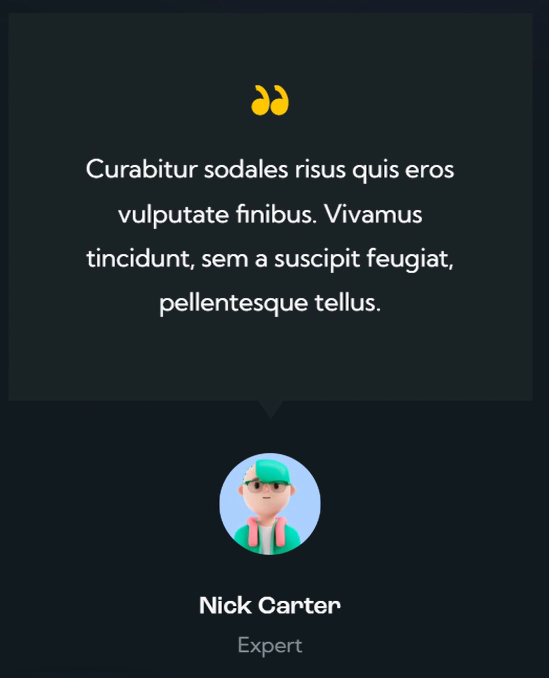 “
Curabitur sodales risus quis eros
vulputate finibus. Vivamus
tincidunt, sem a suscipit feugiat,
pellentesque tellus.
Nick Carter
Expert